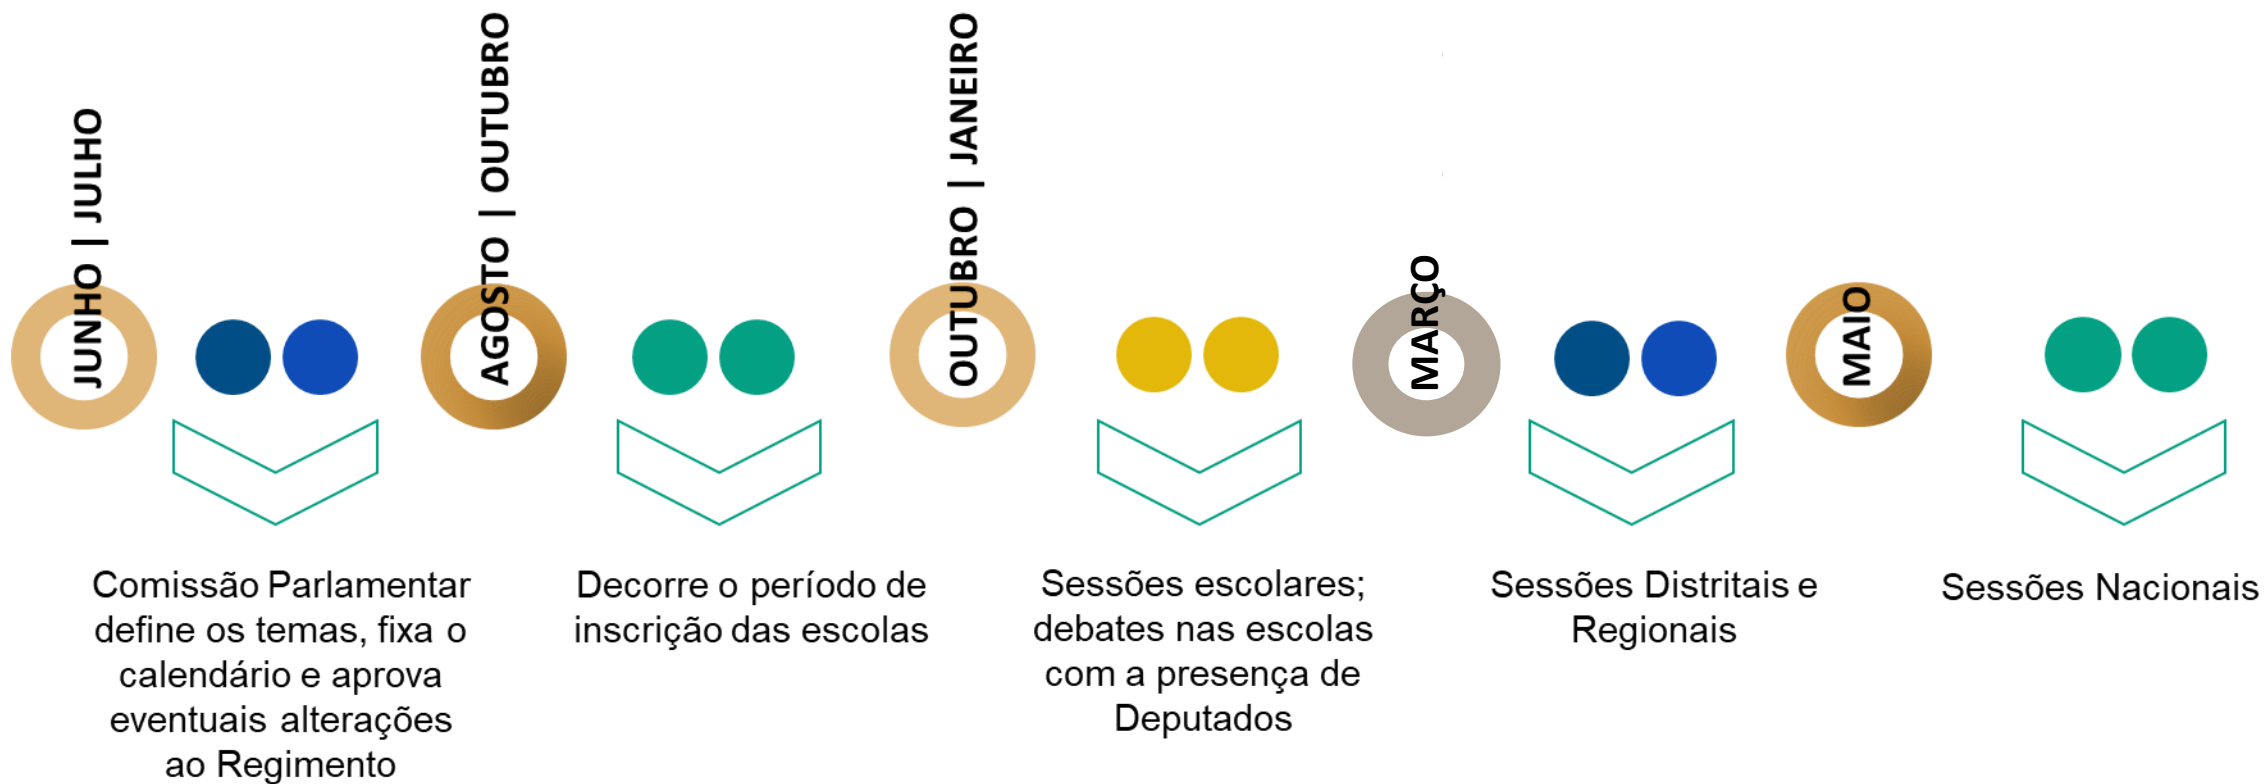 JUNHO | JULHO
AGOSTO | OUTUBRO
OUTUBRO | JANEIRO
MARÇO
MAIO
Comissão Parlamentar
define os temas, fixa o
calendário e aprova
eventuais alterações
ao Regimento
Decorre o período de
inscrição das escolas
Sessões escolares;
debates nas escolas
com a presença de
Deputados
Sessões Distritais e
Regionais
Sessões Nacionais